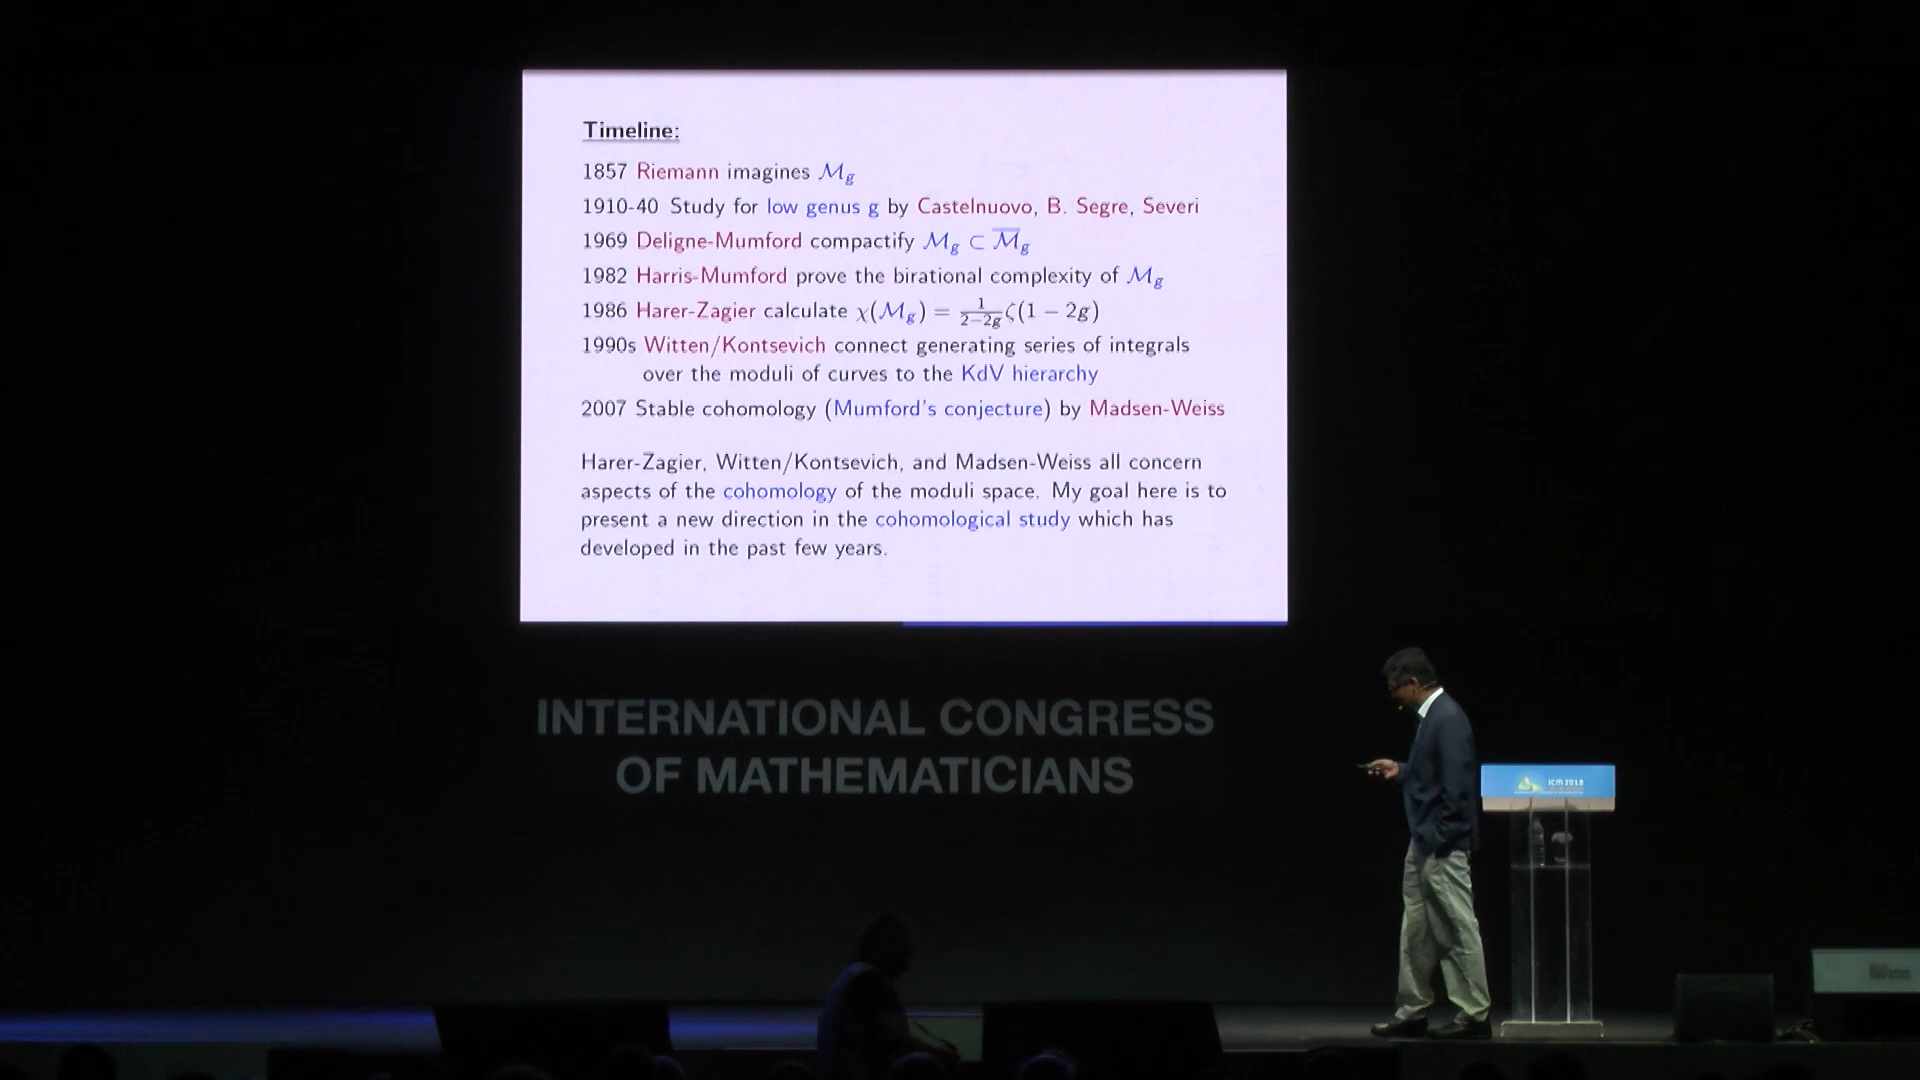 Timeline:
1857 Riemann imagines 𝓜_g
1910-40 Study for low genus g by Castelnuovo, B. Segre, Severi
1969 Deligne-Mumford compactify 𝓜_g ⊂ 𝓜̅_g
1982 Harris-Mumford prove the birational complexity of 𝓜_g
1986 Harer-Zagier calculate χ(𝓜_g) = 1/(2−2g) ζ(1 − 2g)
1990s Witten/Kontsevich connect generating series of integrals
over the moduli of curves to the KdV hierarchy
2007 Stable cohomology (Mumford's conjecture) by Madsen-Weiss
Harer-Zagier, Witten/Kontsevich, and Madsen-Weiss all concern
aspects of the cohomology of the moduli space. My goal here is to
present a new direction in the cohomological study which has
developed in the past few years.
INTERNATIONAL CONGRESS
OF MATHEMATICIANS
ICM 2018